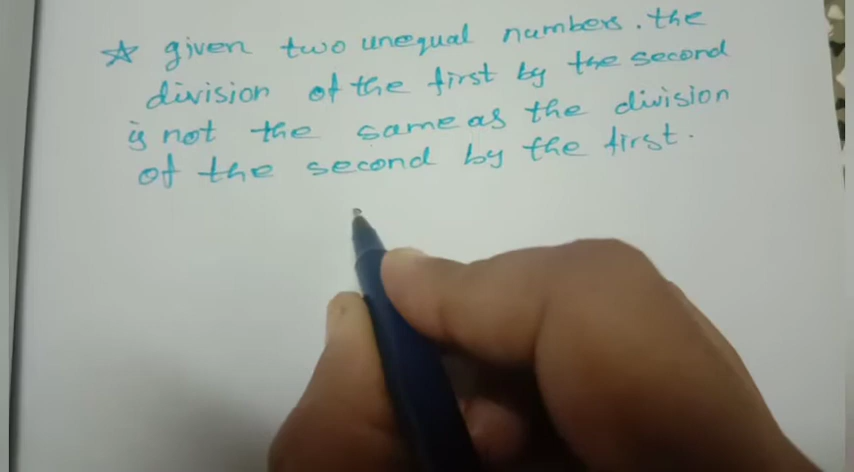 ☆ given two unequal numbers. the
division of the first by the second
is not the same as the division
of the second by the first.